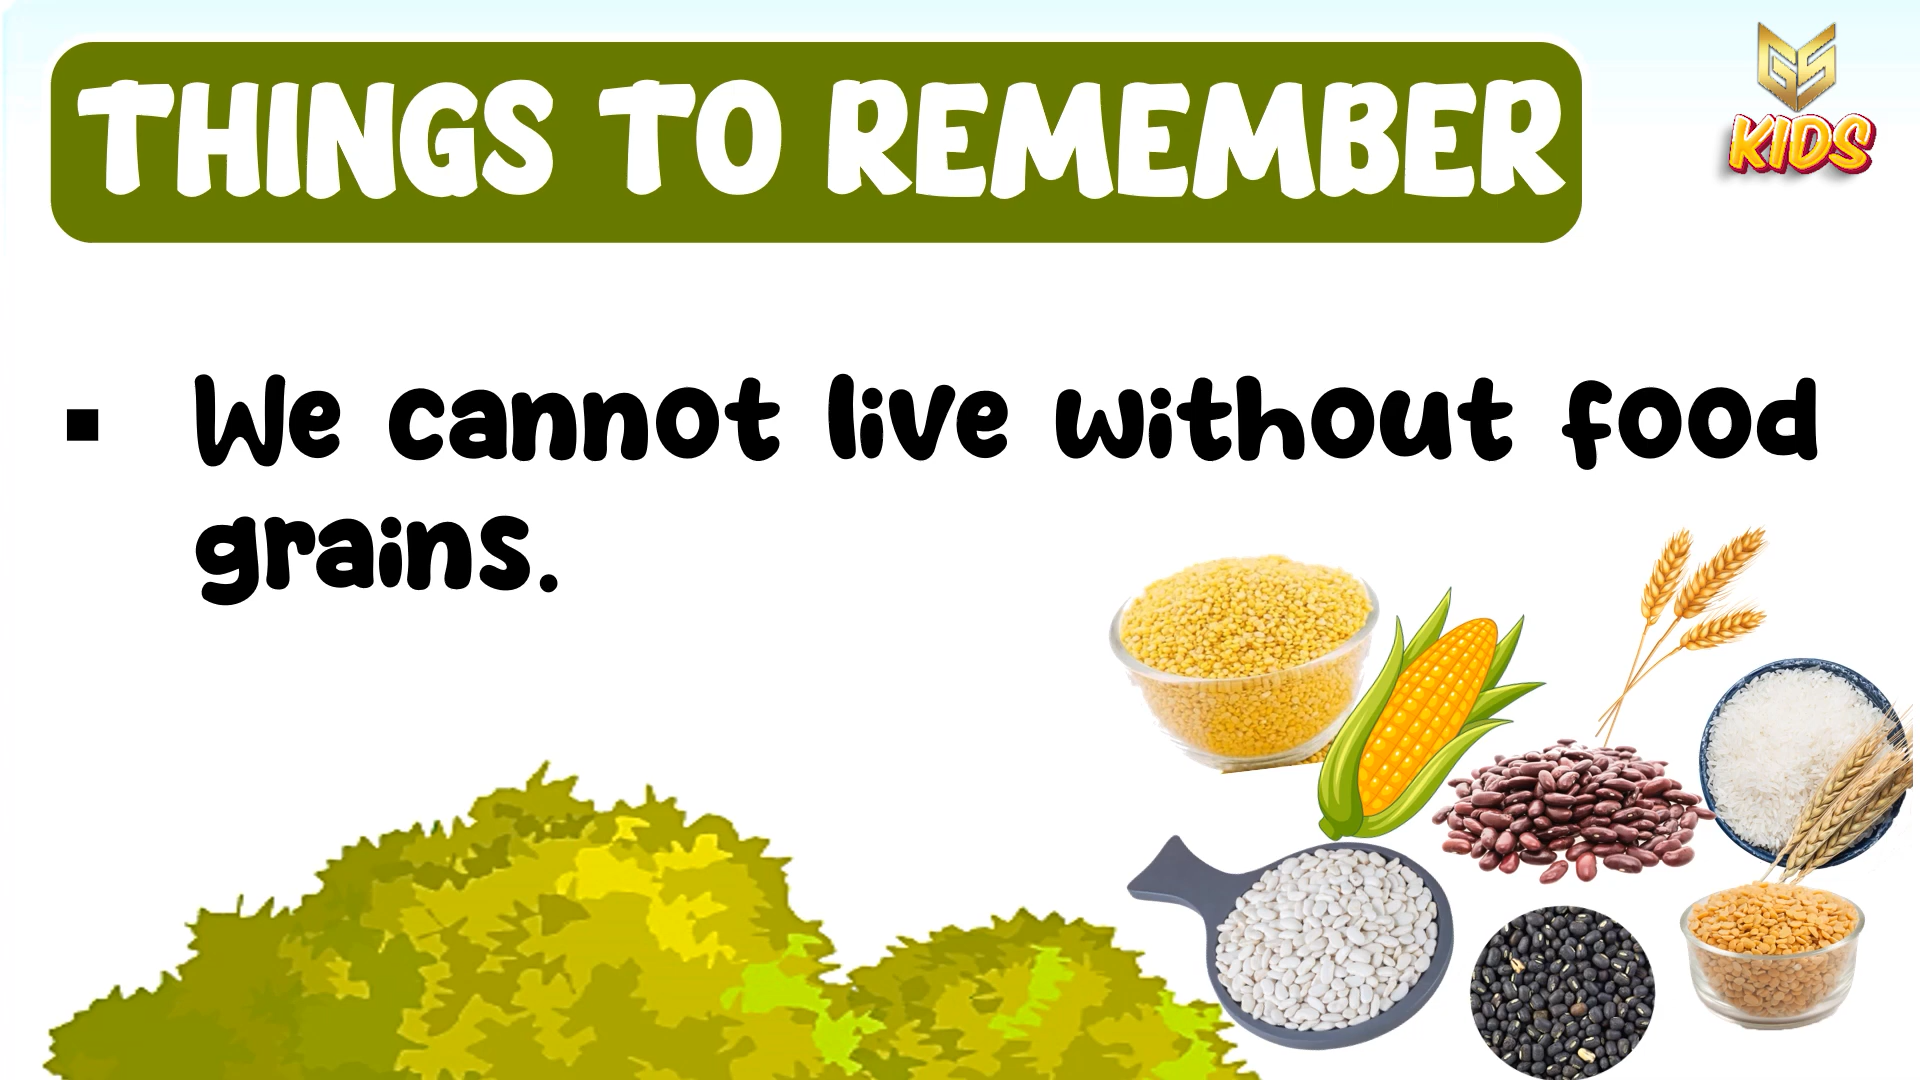 THINGS TO REMEMBER
GS
KIDS
▪ We cannot live without food
grains.